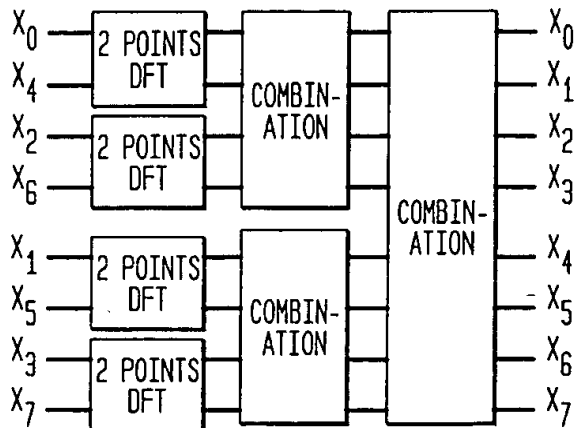 X0
X4
X2
X6
X1
X5
X3
X7
2 POINTS
DFT
2 POINTS
DFT
2 POINTS
DFT
2 POINTS
DFT
COMBIN-
ATION
COMBIN-
ATION
COMBIN-
ATION
X0
X1
X2
X3
X4
X5
X6
X7